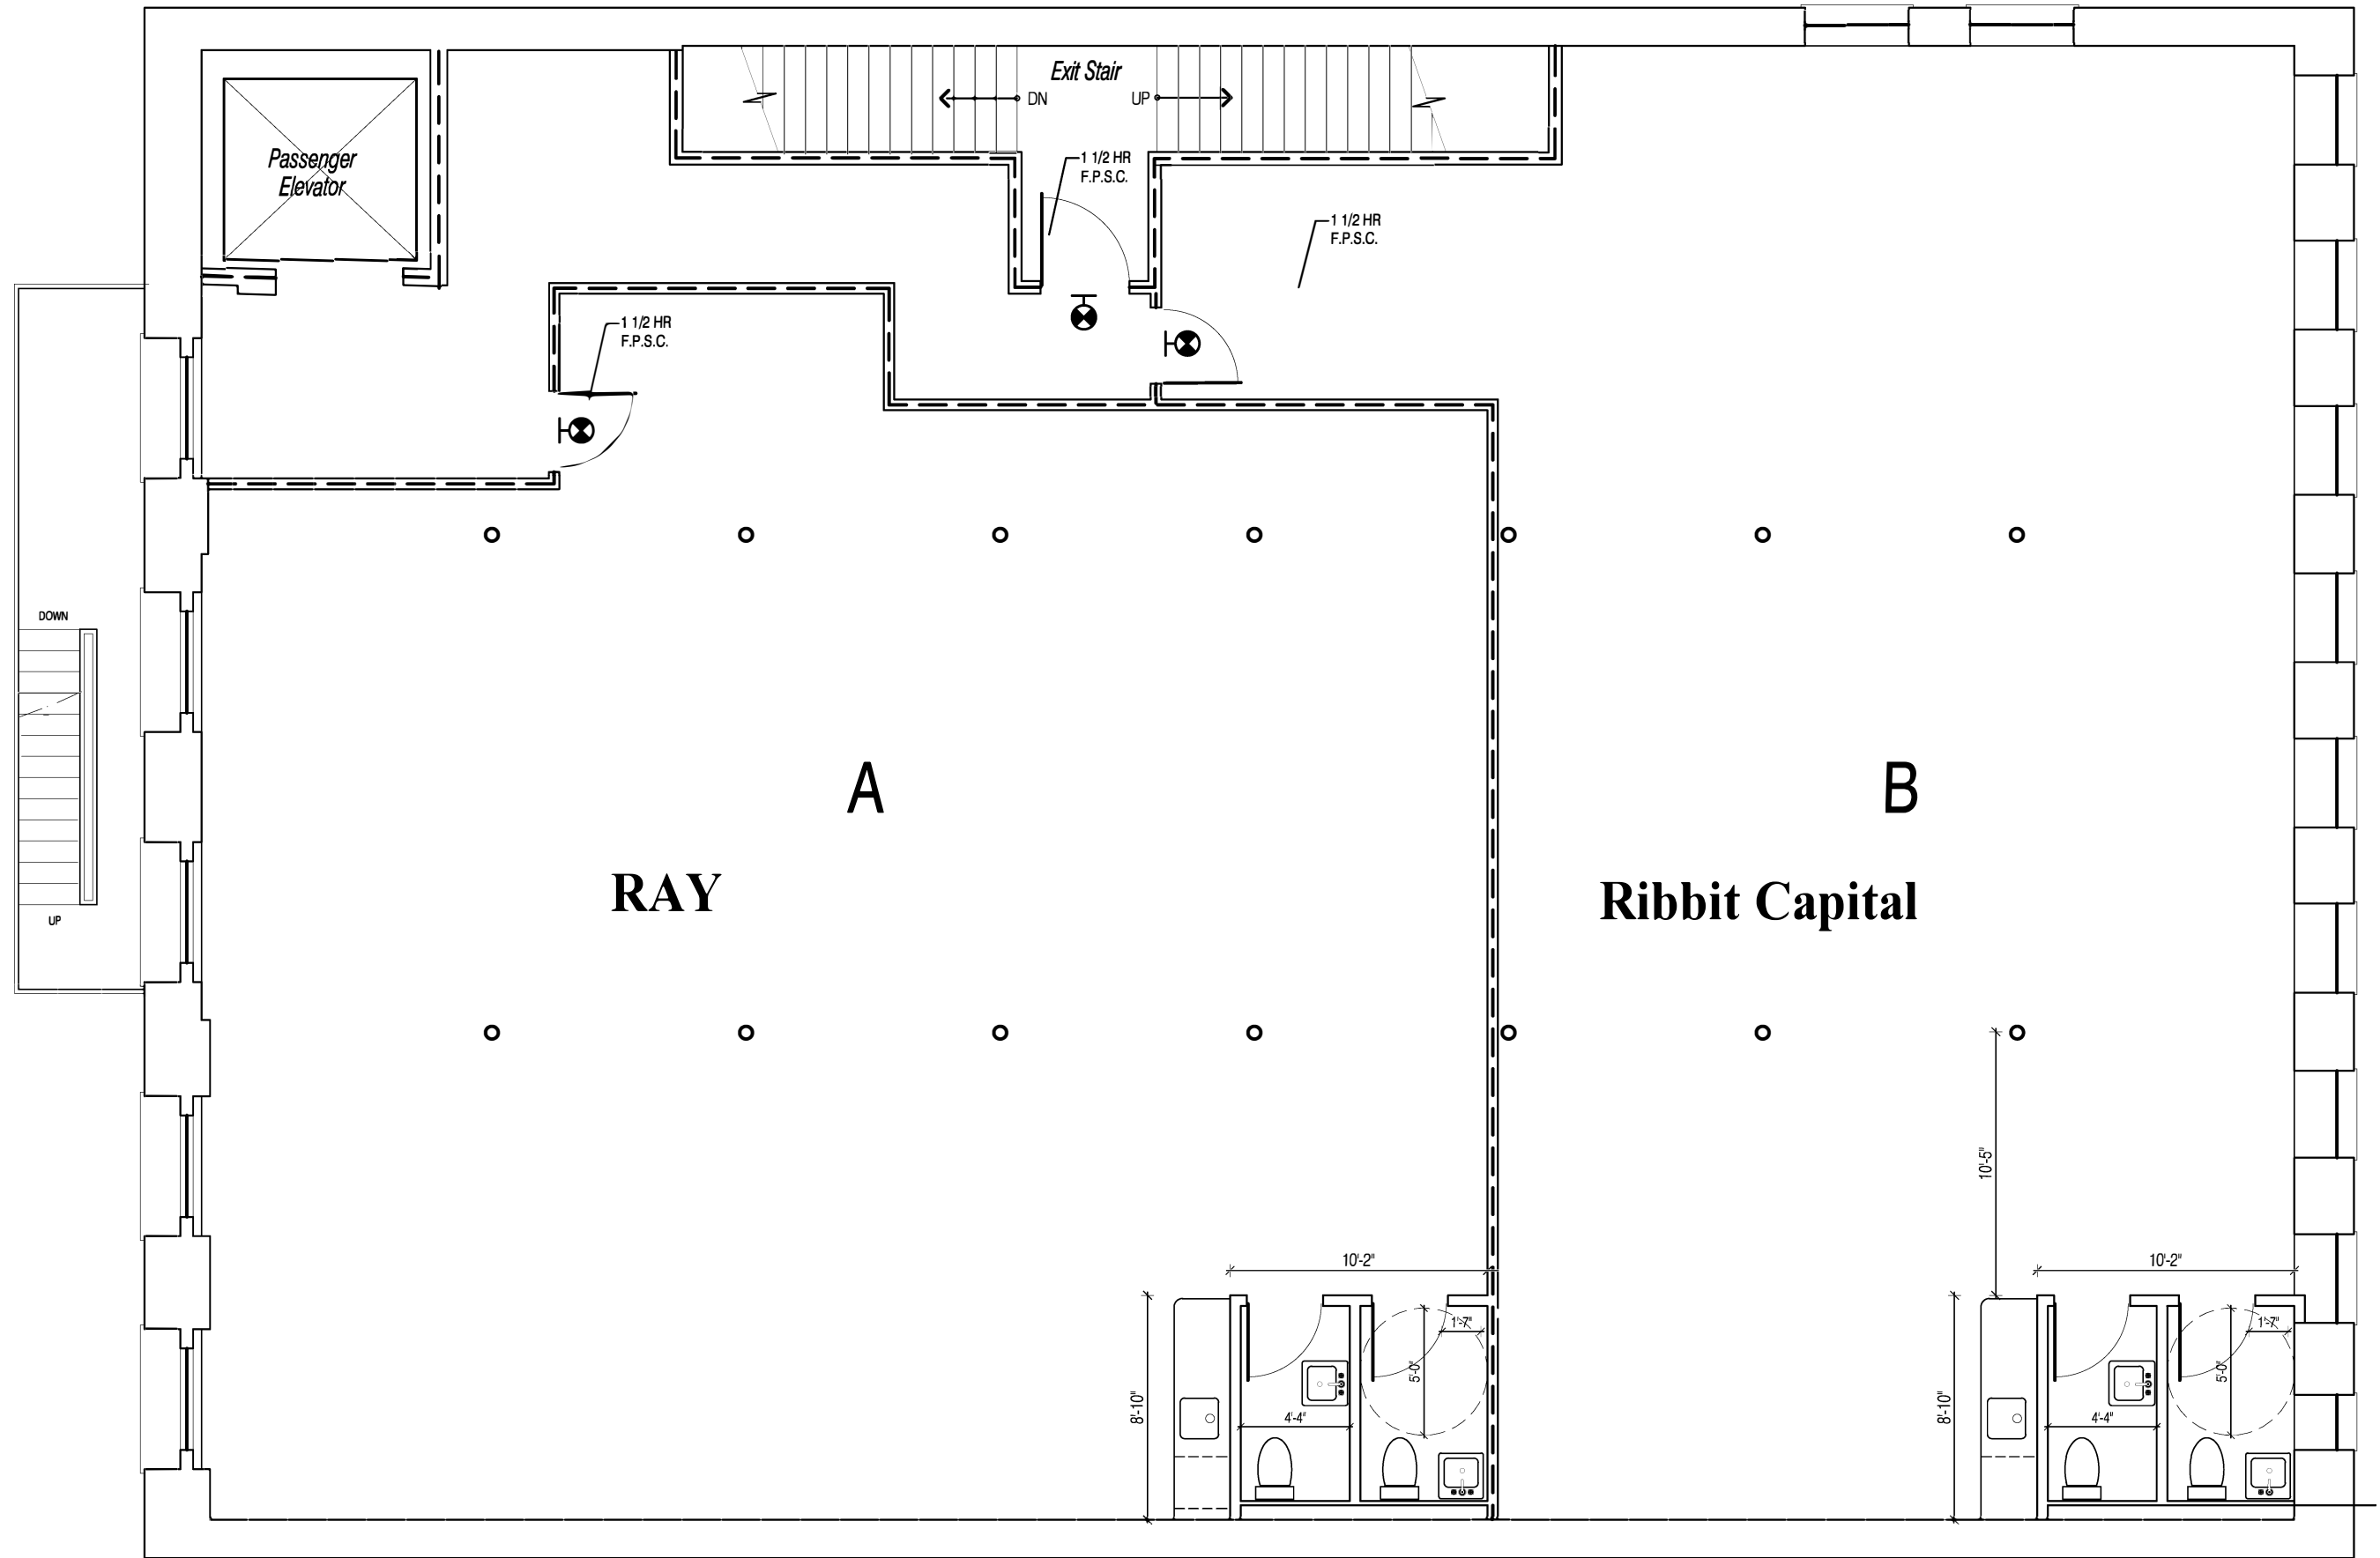 Exit Stair
DN
UP
Passenger
Elevator
1 1/2 HR
F.P.S.C.
1 1/2 HR
F.P.S.C.
1 1/2 HR
F.P.S.C.
DOWN
UP
A
B
RAY
Ribbit Capital
10'-5"
10'-2"
10'-2"
8'-10"
1'-7"
5'-0"
4'-4"
8'-10"
1'-7"
5'-0"
4'-4"